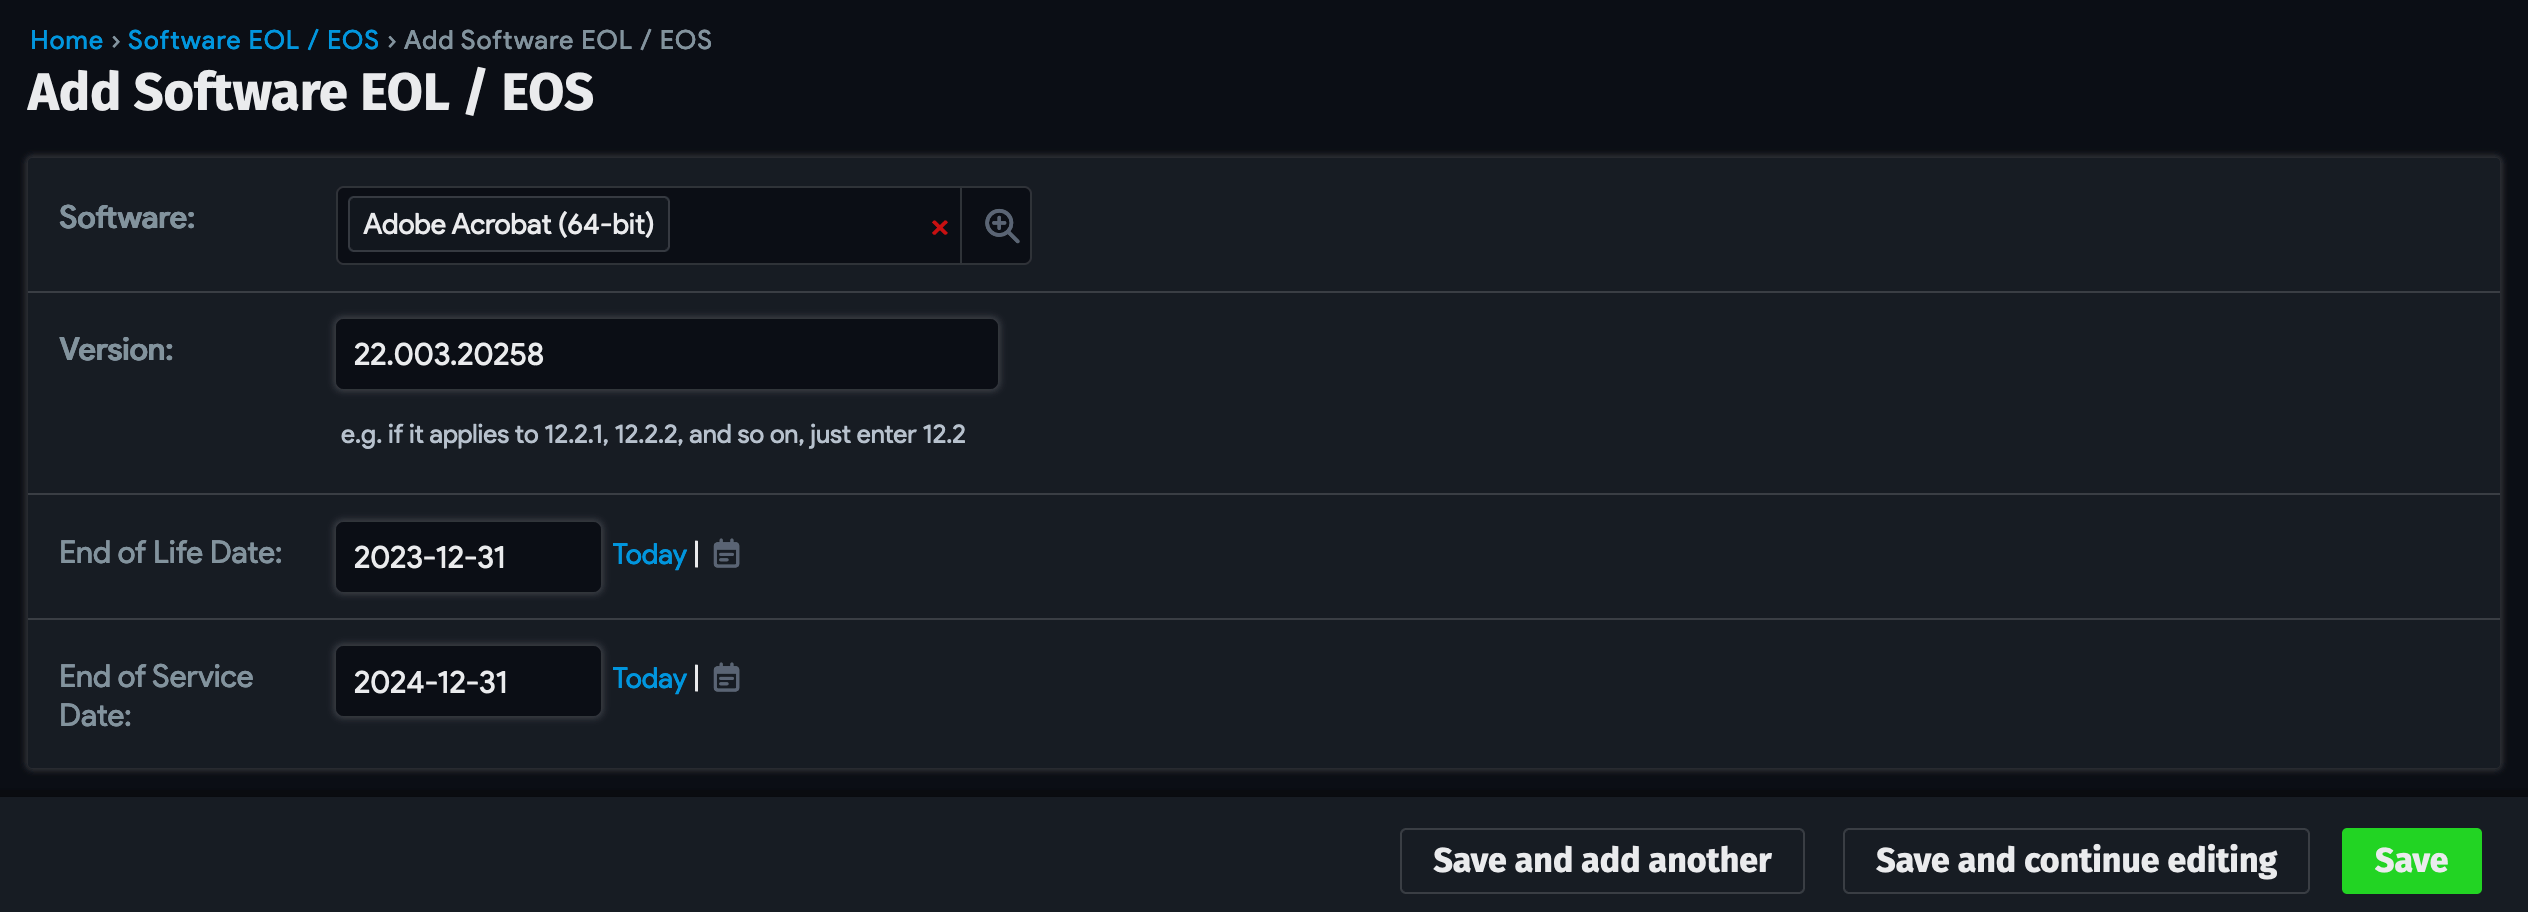 Home › Software EOL / EOS › Add Software EOL / EOS
Add Software EOL / EOS
Software:
Adobe Acrobat (64-bit)
Version:
22.003.20258
e.g. if it applies to 12.2.1, 12.2.2, and so on, just enter 12.2
End of Life Date:
2023-12-31
Today |
End of Service
Date:
2024-12-31
Today |
Save and add another
Save and continue editing
Save